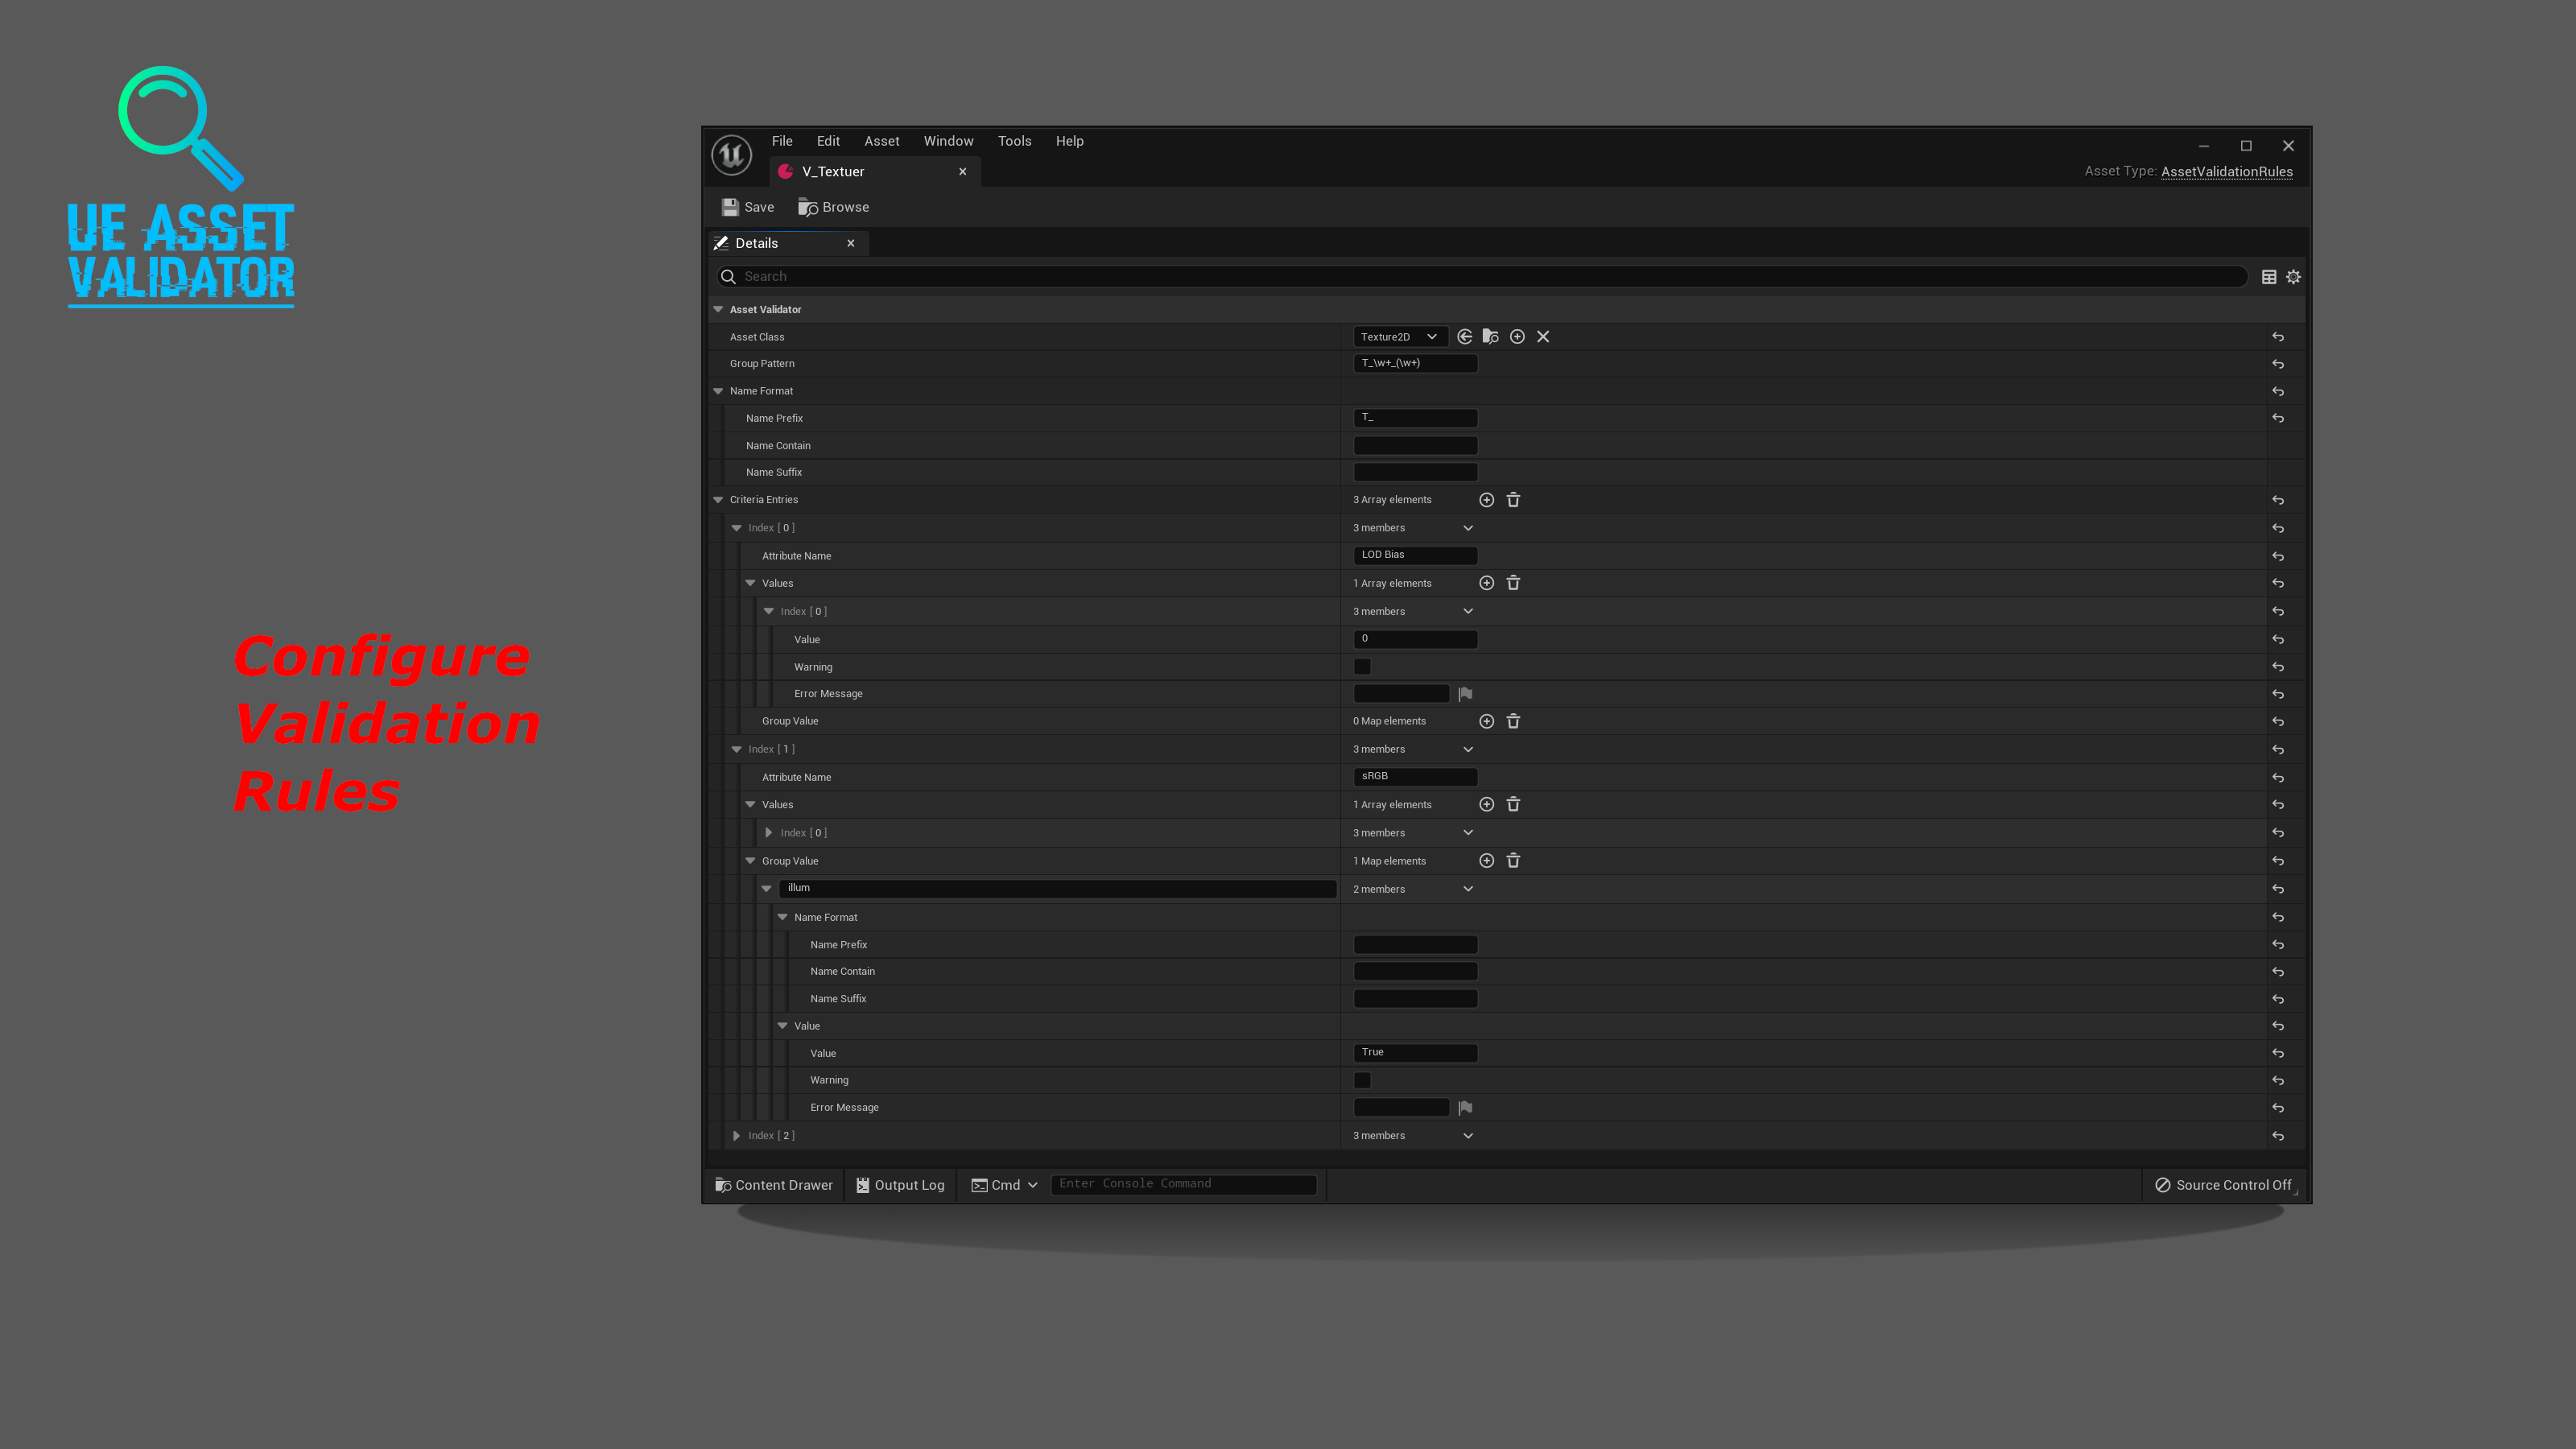 UE ASSET
VALIDATOR
Configure
Validation
Rules
File Edit Asset Window Tools Help
V_Textuer
Asset Type: AssetValidationRules
Save Browse
Details
Search
Asset Validator
Asset Class Texture2D
Group Pattern T_\w+_(\w+)
Name Format
Name Prefix T_
Name Contain
Name Suffix
Criteria Entries 3 Array elements
Index [ 0 ] 3 members
Attribute Name LOD Bias
Values 1 Array elements
Index [ 0 ] 3 members
Value 0
Warning
Error Message
Group Value 0 Map elements
Index [ 1 ] 3 members
Attribute Name sRGB
Values 1 Array elements
Index [ 0 ] 3 members
Group Value 1 Map elements
illum 2 members
Name Format
Name Prefix
Name Contain
Name Suffix
Value
Value True
Warning
Error Message
Index [ 2 ] 3 members
Content Drawer Output Log Cmd Enter Console Command Source Control Off